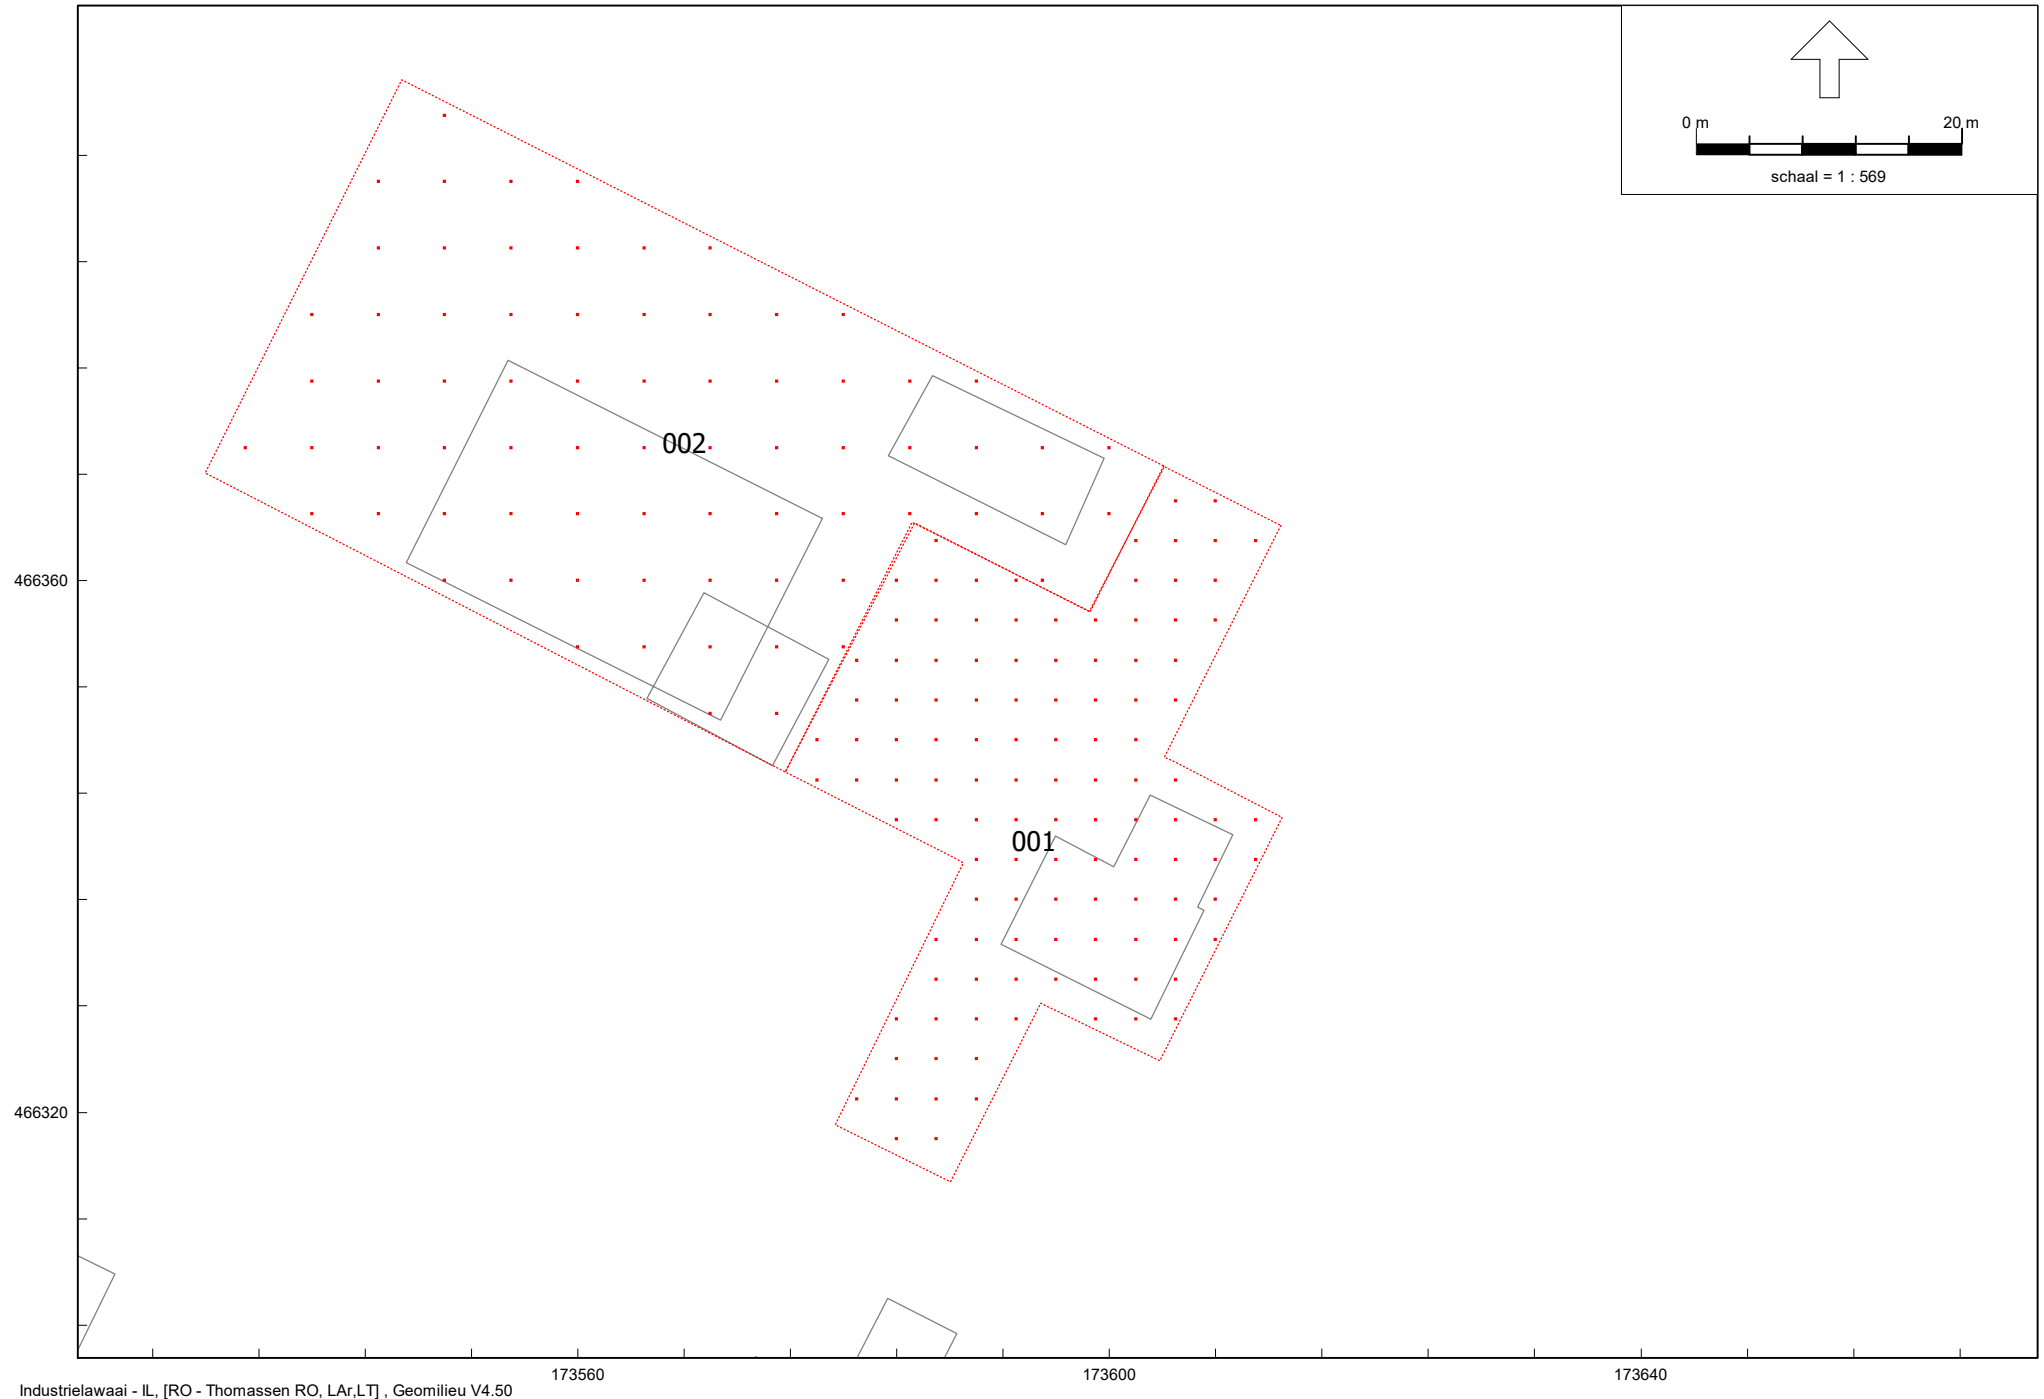 0 m 20 m
schaal = 1 : 569
002
466360
001
466320
173560 173600 173640
Industrielawaai - IL, [RO - Thomassen RO, LAr,LT] , Geomilieu V4.50